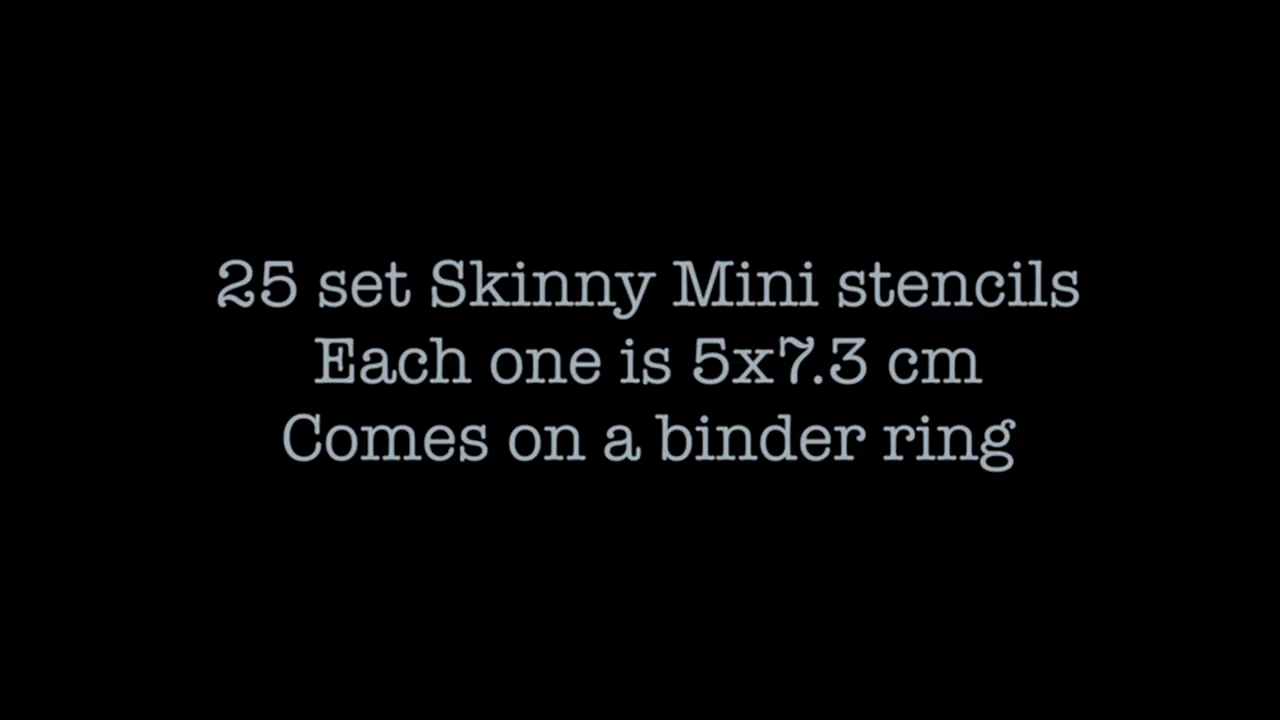 25 set Skinny Mini stencils
Each one is 5x7.3 cm
Comes on a binder ring